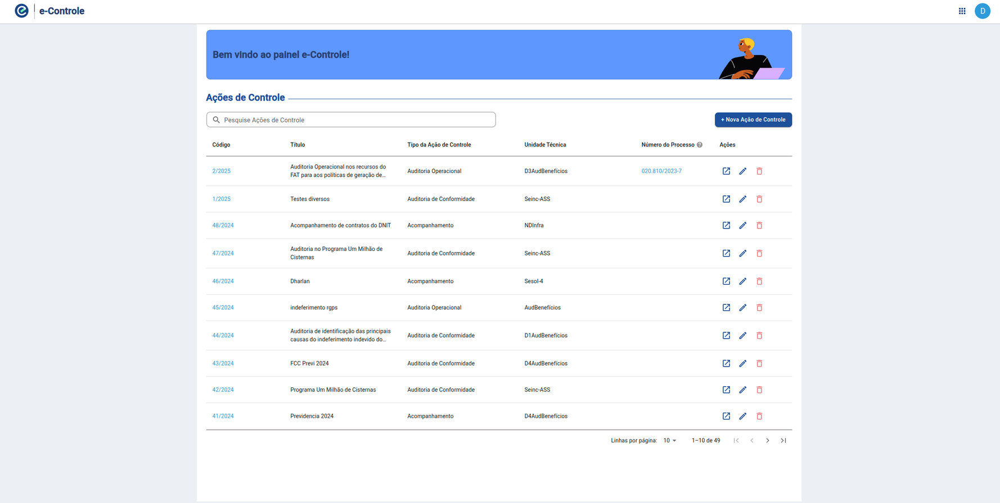 e-Controle
D
Bem vindo ao painel e-Controle!
Ações de Controle
Pesquise Ações de Controle
+ Nova Ação de Controle
Código Título Tipo da Ação de Controle Unidade Técnica Número do Processo ? Ações
2/2025 Auditoria Operacional nos recursos do
FAT para aos políticas de geração de… Auditoria Operacional D3AudBenefícios 020.810/2023-7
1/2025 Testes diversos Auditoria de Conformidade Seinc-ASS
48/2024 Acompanhamento de contratos do DNIT Acompanhamento NDInfra
47/2024 Auditoria no Programa Um Milhão de
Cisternas Auditoria de Conformidade Seinc-ASS
46/2024 Dharlan Acompanhamento Sesol-4
45/2024 indeferimento rgps Auditoria Operacional AudBenefícios
44/2024 Auditoria de identificação das principais
causas do indeferimento indevido do… Auditoria de Conformidade D1AudBenefícios
43/2024 FCC Previ 2024 Auditoria de Conformidade D4AudBenefícios
42/2024 Programa Um Milhão de Cisternas Auditoria de Conformidade Seinc-ASS
41/2024 Previdencia 2024 Acompanhamento D4AudBenefícios
Linhas por página: 10 1–10 de 49